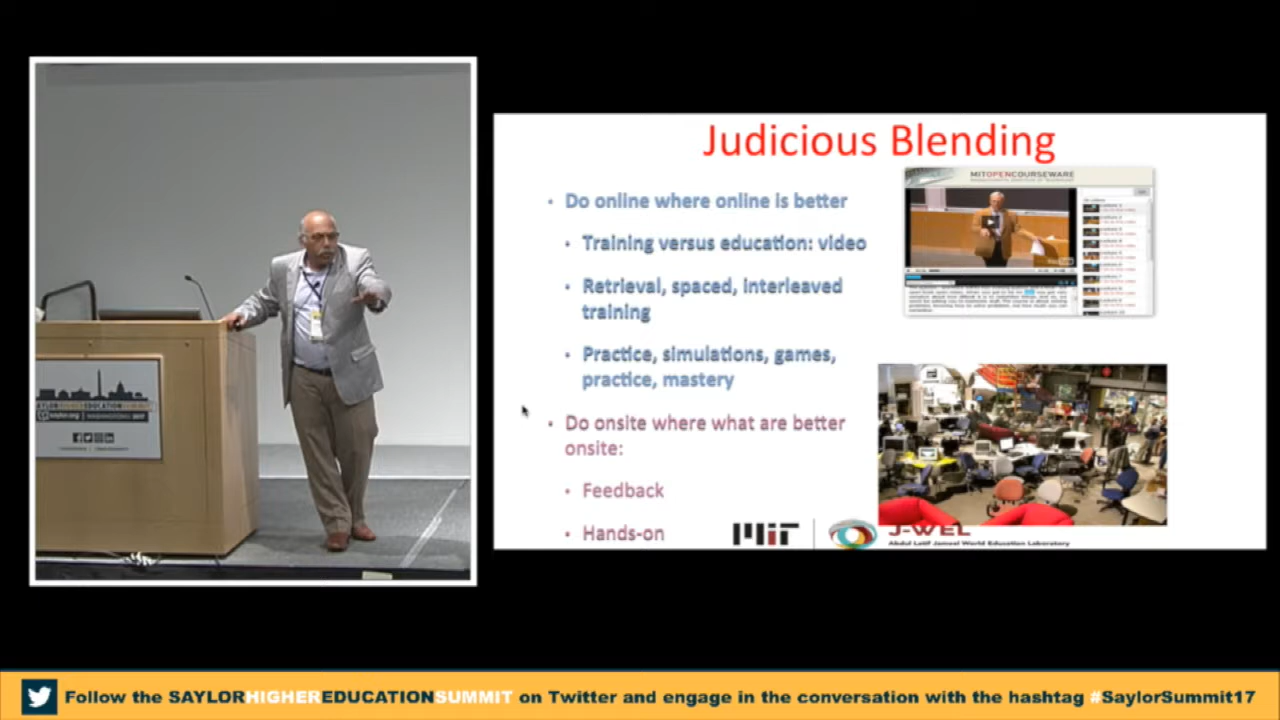 Judicious Blending
• Do online where online is better
• Training versus education: video
• Retrieval, spaced, interleaved
training
• Practice, simulations, games,
practice, mastery
• Do onsite where what are better
onsite:
• Feedback
• Hands-on
MITOPENCOURSEWARE
MIT
J-WEL
Abdul Latif Jameel World Education Laboratory
SAYLORHIGHEREDUCATIONSUMMIT
Follow the SAYLORHIGHEREDUCATIONSUMMIT on Twitter and engage in the conversation with the hashtag #SaylorSummit17